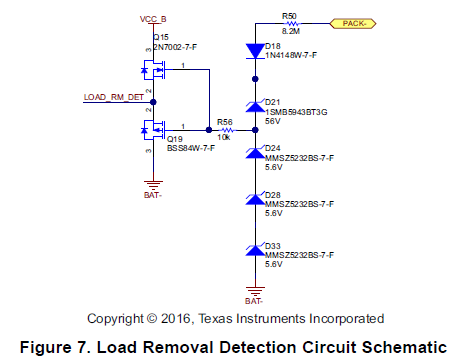 VCC_B
R50
8.2M
PACK-
Q15
2N7002-7-F
3
1
2
D18
1N4148W-7-F
LOAD_RM_DET
D21
1SMB5943BT3G
56V
2
1
3
R56
10k
Q19
BSS84W-7-F
D24
MMSZ5232BS-7-F
5.6V
BAT-
D28
MMSZ5232BS-7-F
5.6V
D33
MMSZ5232BS-7-F
5.6V
BAT-
Copyright © 2016, Texas Instruments Incorporated
Figure 7. Load Removal Detection Circuit Schematic